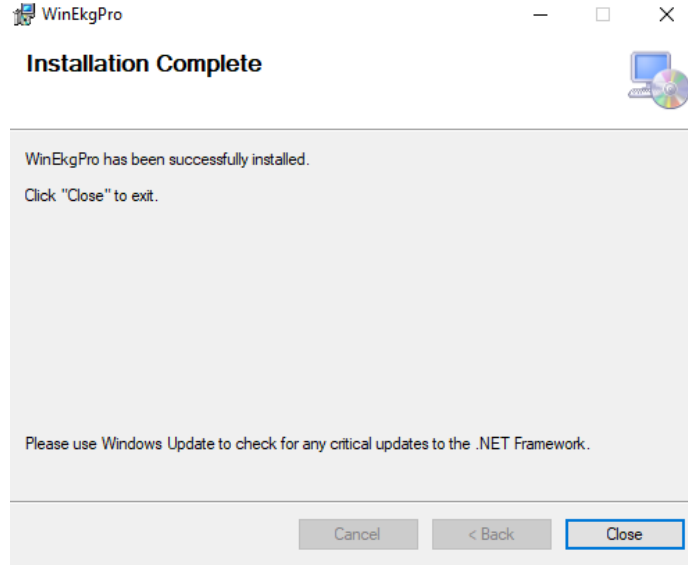 WinEkgPro
Installation Complete
WinEkgPro has been successfully installed.
Click "Close" to exit.
Please use Windows Update to check for any critical updates to the .NET Framework.
Cancel
< Back
Close